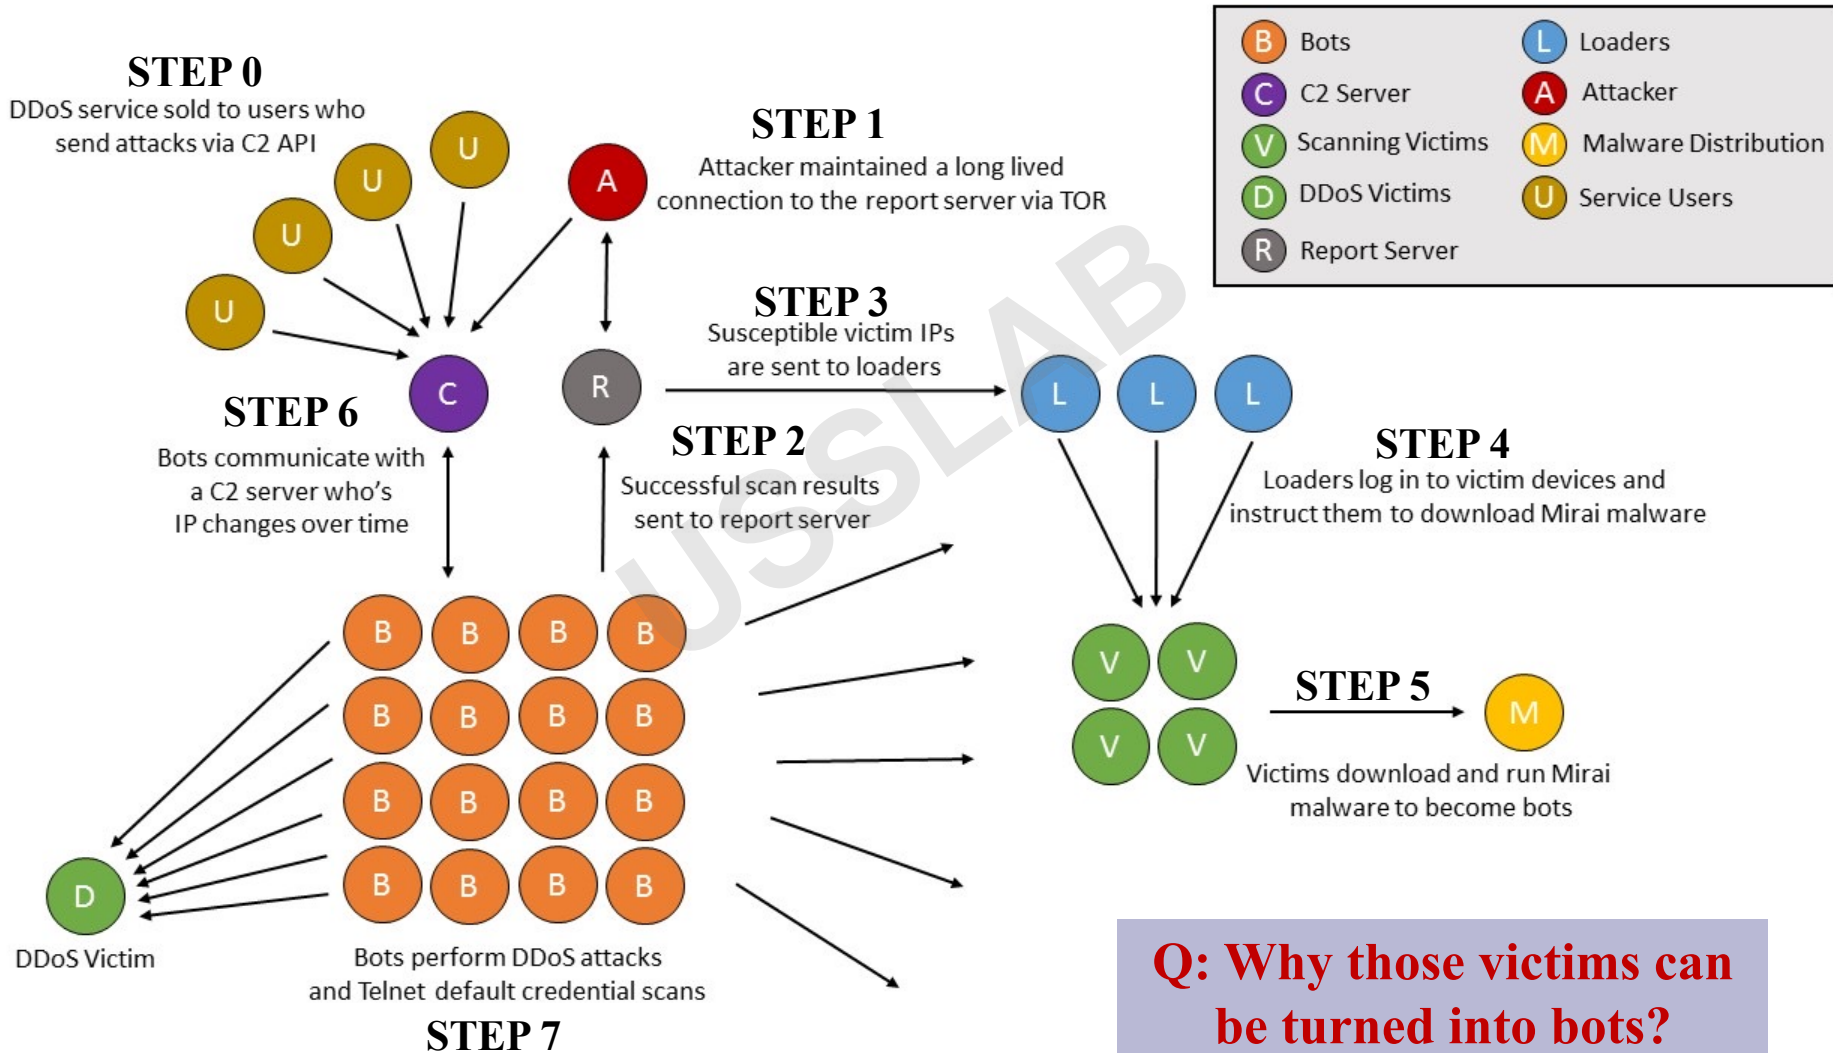 STEP 0
DDoS service sold to users who
send attacks via C2 API
U
U
U
U
A
STEP 1
Attacker maintained a long lived
connection to the report server via TOR
B Bots
L Loaders
C C2 Server
A Attacker
V Scanning Victims
M Malware Distribution
D DDoS Victims
U Service Users
R Report Server
STEP 3
Susceptible victim IPs
are sent to loaders
C
R
L L L
STEP 6
Bots communicate with
a C2 server who's
IP changes over time
STEP 2
Successful scan results
sent to report server
STEP 4
Loaders log in to victim devices and
instruct them to download Mirai malware
USSLAB
B B B B
B B B B
B B B B
B B B B
V V
V V
STEP 5
M
Victims download and run Mirai
malware to become bots
D
DDoS Victim
Bots perform DDoS attacks
and Telnet default credential scans
STEP 7
Q: Why those victims can
be turned into bots?